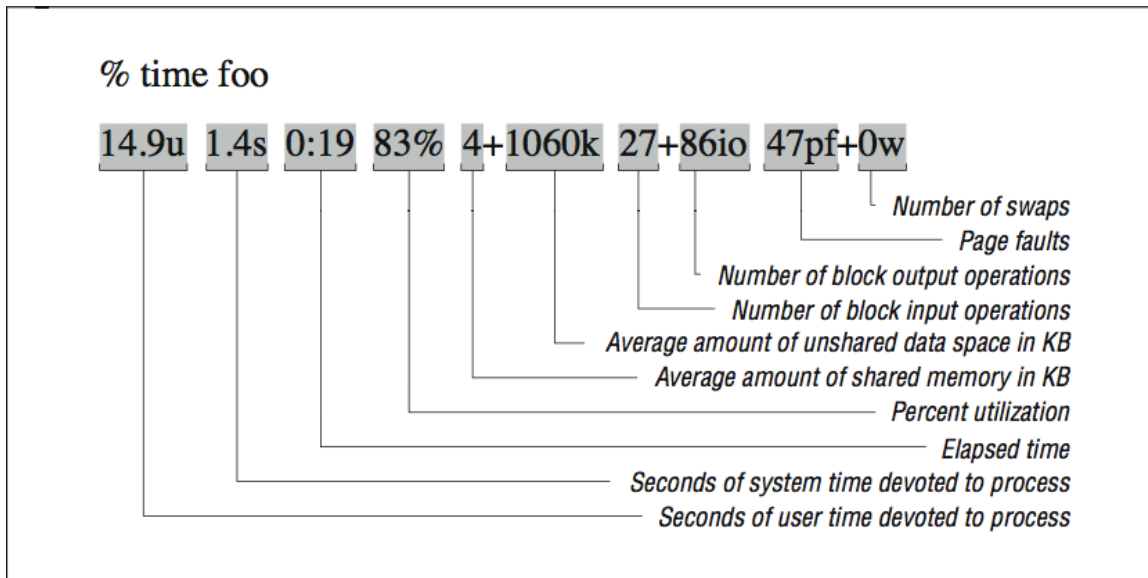 % time foo
14.9u 1.4s 0:19 83% 4+1060k 27+86io 47pf+0w
Number of swaps
Page faults
Number of block output operations
Number of block input operations
Average amount of unshared data space in KB
Average amount of shared memory in KB
Percent utilization
Elapsed time
Seconds of system time devoted to process
Seconds of user time devoted to process